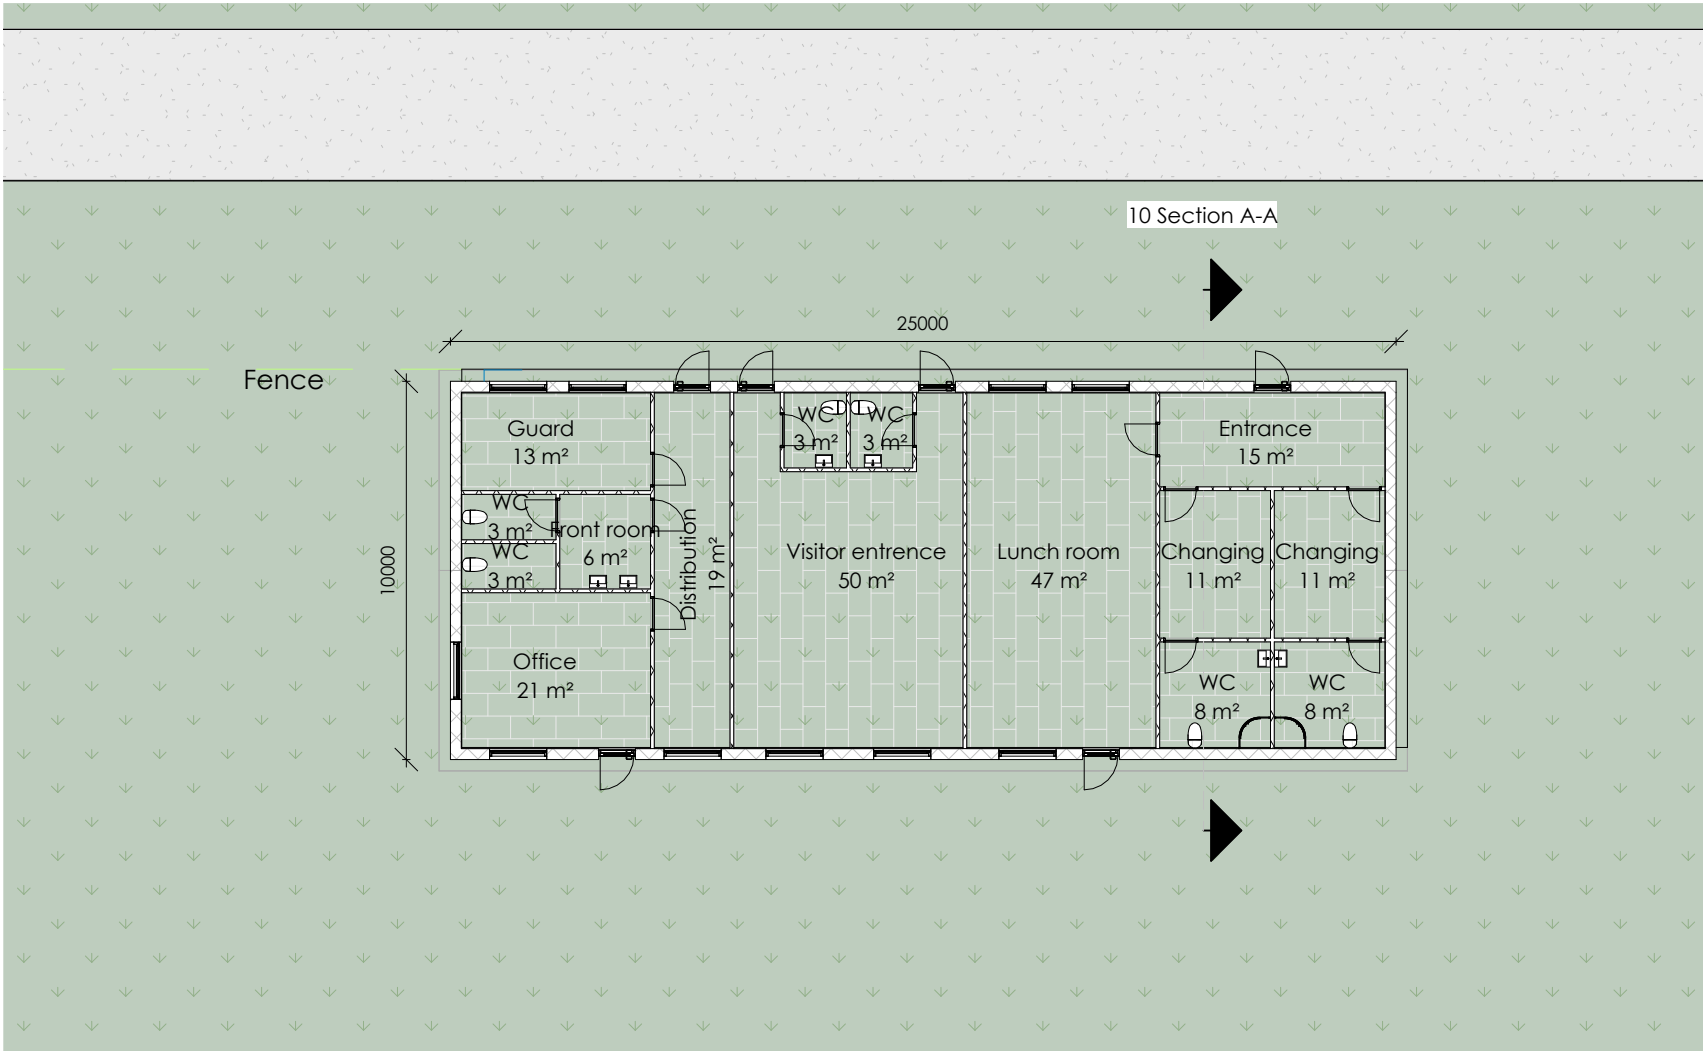 10 Section A-A
25000
Fence
10000
Guard
13 m²
WC
3 m²
WC
3 m²
Entrance
15 m²
WC
3 m²
Front room
6 m²
WC
3 m²
Distribution
19 m²
Visitor entrence
50 m²
Lunch room
47 m²
Changing
11 m²
Changing
11 m²
Office
21 m²
WC
8 m²
WC
8 m²